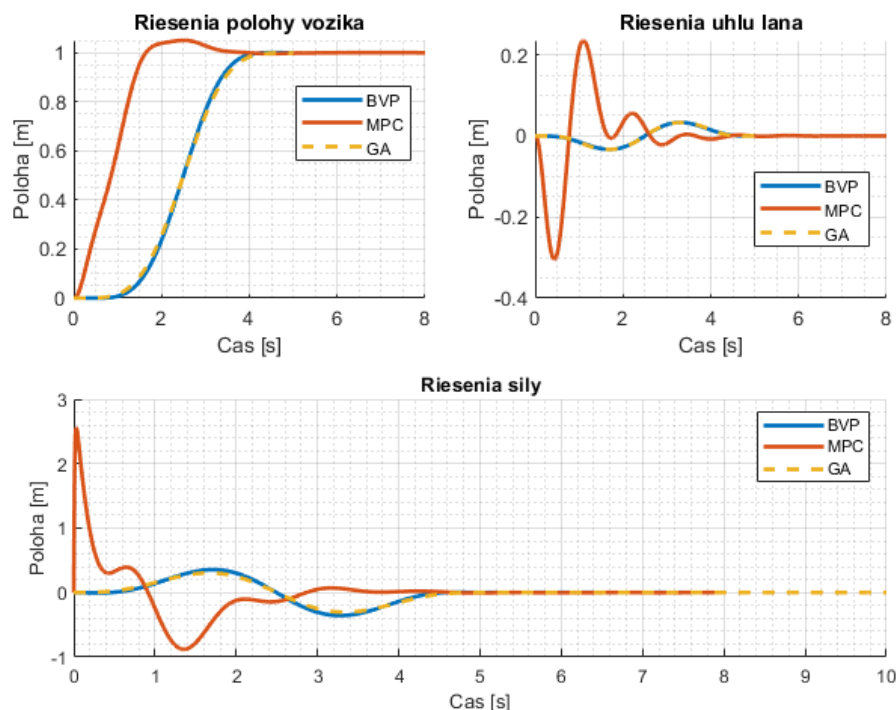 Riesenia polohy vozika
Poloha [m]
1
0.8
0.6
0.4
0.2
0
0 2 4 6 8
Cas [s]
BVP
MPC
GA
Riesenia uhlu lana
Poloha [m]
0.2
0
-0.2
-0.4
0 2 4 6 8
Cas [s]
BVP
MPC
GA
Riesenia sily
Poloha [m]
3
2
1
0
-1
0 1 2 3 4 5 6 7 8 9 10
Cas [s]
BVP
MPC
GA